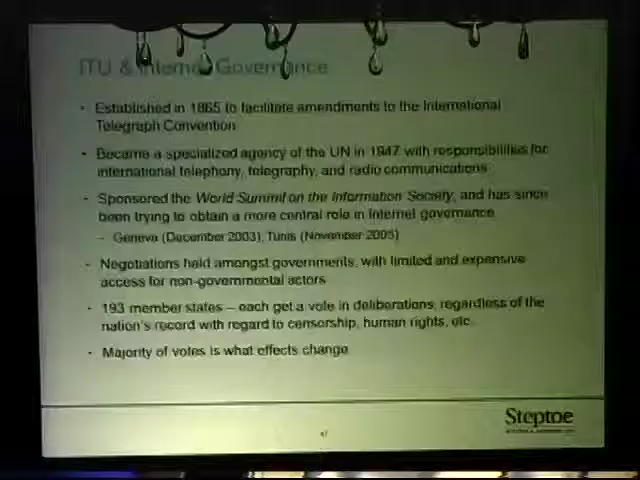 ITU & Internet Governance
• Established in 1865 to facilitate amendments to the International
Telegraph Convention
• Became a specialized agency of the UN in 1947 with responsibilities for
international telephony, telegraphy, and radio communications
• Sponsored the World Summit on the Information Society, and has since
been trying to obtain a more central role in Internet governance
– Geneva (December 2003), Tunis (November 2005)
• Negotiations held amongst governments, with limited and expensive
access for non-governmental actors
• 193 member states – each get a vote in deliberations, regardless of the
nation's record with regard to censorship, human rights, etc.
• Majority of votes is what effects change
Steptoe